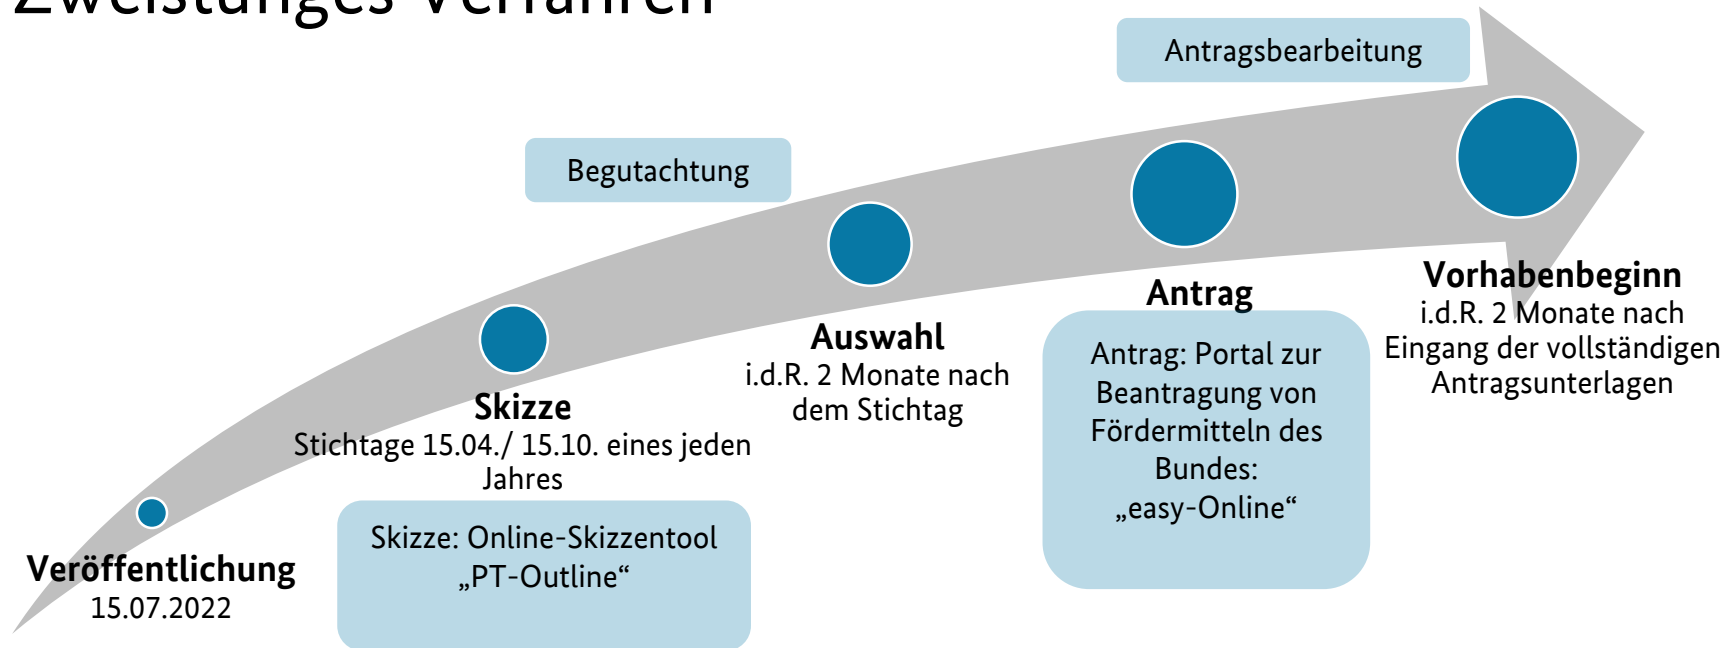 Zweistufiges Verfahren
Antragsbearbeitung
Begutachtung
Veröffentlichung
15.07.2022
Skizze
Stichtage 15.04./ 15.10. eines jeden
Jahres
Skizze: Online-Skizzentool
„PT-Outline“
Auswahl
i.d.R. 2 Monate nach
dem Stichtag
Antrag
Antrag: Portal zur
Beantragung von
Fördermitteln des
Bundes:
„easy-Online“
Vorhabenbeginn
i.d.R. 2 Monate nach
Eingang der vollständigen
Antragsunterlagen